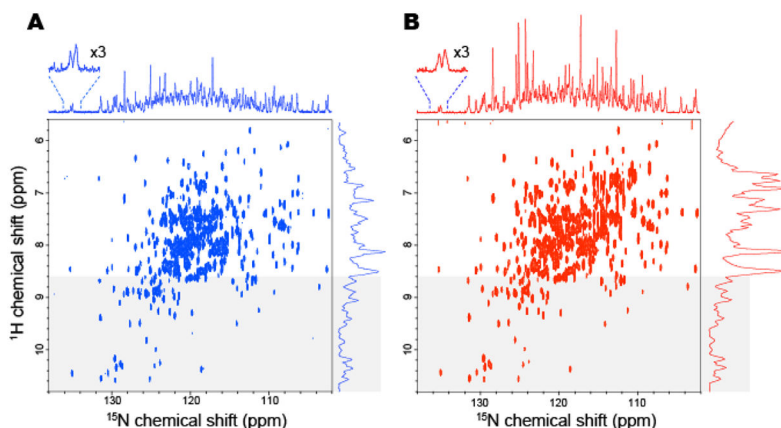 A
B
x3
x3
6
7
8
9
10
6
7
8
9
10
¹H chemical shift (ppm)
130
120
110
130
120
110
¹⁵N chemical shift (ppm)
¹⁵N chemical shift (ppm)